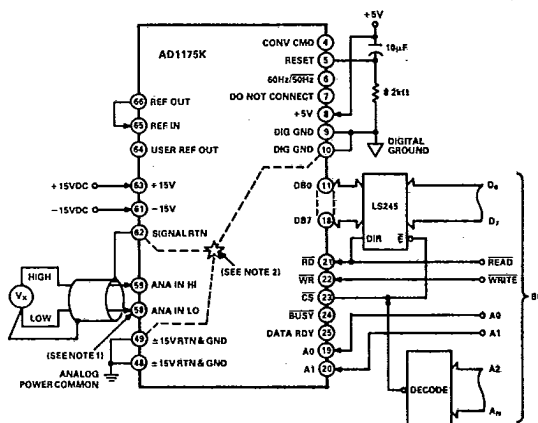 AD1175K
CONV CMD 4
RESET 5
60Hz/50Hz 6
DO NOT CONNECT 7
+5V 8
DIG GND 9
DIG GND 10
DB0 11
DB7 18
RD 21
WR 22
CS 23
BUSY 24
DATA RDY 25
A0 19
A1 20
66 REF OUT
65 REF IN
64 USER REF OUT
+15VDC 63 +15V
−15VDC 61 −15V
62 SIGNAL RTN
(SEE NOTE 2)
HIGH
VX
LOW
59 ANA IN HI
58 ANA IN LO
(SEE NOTE 1)
49 ±15V RTN & GND
48 ±15V RTN & GND
ANALOG
POWER COMMON
+5V
10µF
8.2kΩ
DIGITAL
GROUND
LS245
DIR
D7
READ
WRITE
A0
A1
DECODE
A2
AN